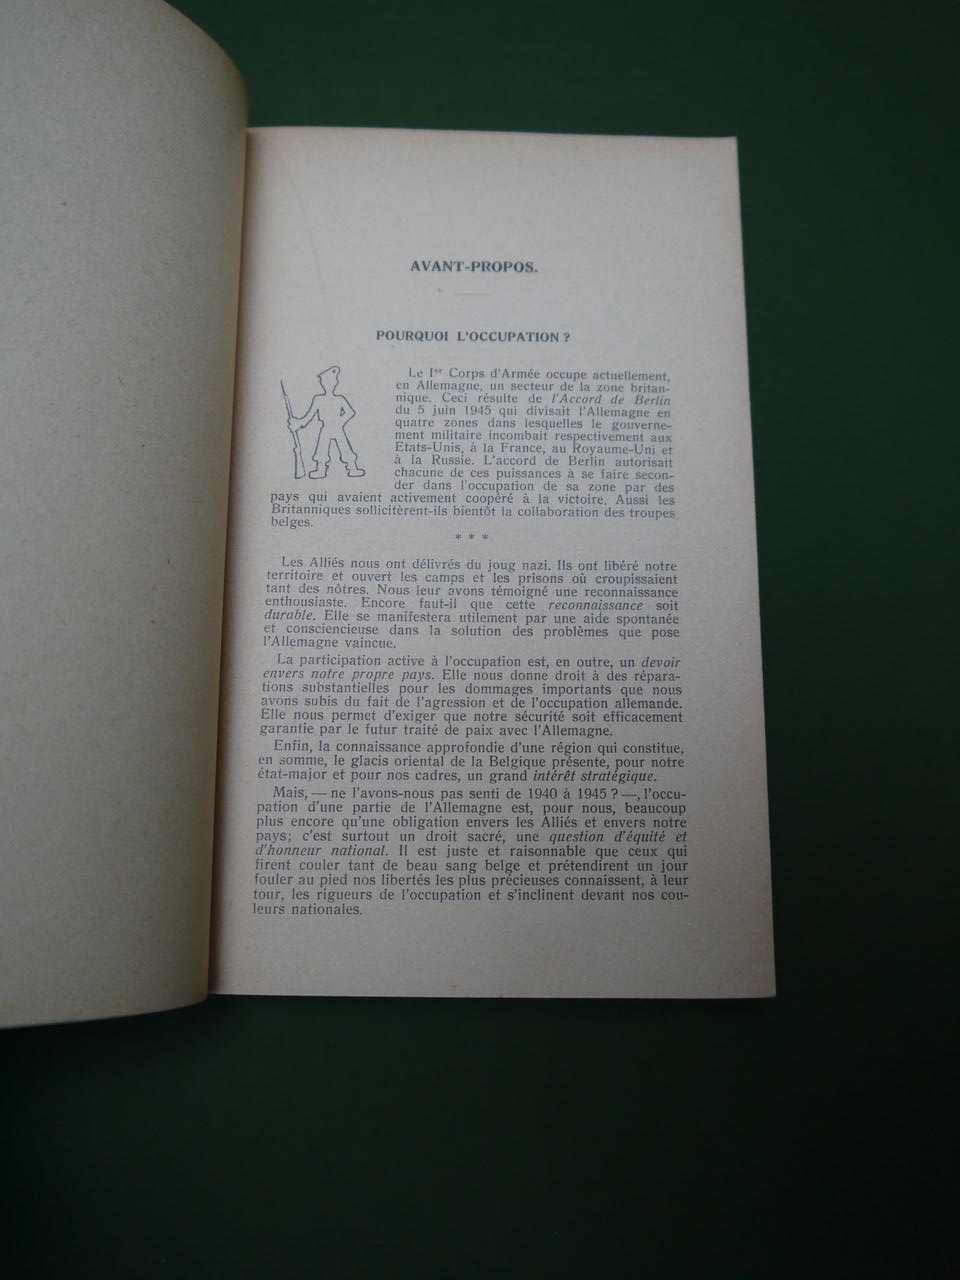 AVANT-PROPOS.
POURQUOI L'OCCUPATION ?
Le Ier Corps d'Armée occupe actuellement,
en Allemagne, un secteur de la zone britan-
nique. Ceci résulte de l'Accord de Berlin
du 5 juin 1945 qui divisait l'Allemagne en
quatre zones dans lesquelles le gouverne-
ment militaire incombait respectivement aux
Etats-Unis, à la France, au Royaume-Uni et
à la Russie. L'accord de Berlin autorisait
chacune de ces puissances à se faire secon-
der dans l'occupation de sa zone par des
pays qui avaient activement coopéré à la victoire. Aussi les
Britanniques sollicitèrent-ils bientôt la collaboration des troupes
belges.
* * *
Les Alliés nous ont délivrés du joug nazi. Ils ont libéré notre
territoire et ouvert les camps et les prisons où croupissaient
tant des nôtres. Nous leur avons témoigné une reconnaissance
enthousiaste. Encore faut-il que cette reconnaissance soit
durable. Elle se manifestera utilement par une aide spontanée
et consciencieuse dans la solution des problèmes que pose
l'Allemagne vaincue.
La participation active à l'occupation est, en outre, un devoir
envers notre propre pays. Elle nous donne droit à des répara-
tions substantielles pour les dommages importants que nous
avons subis du fait de l'agression et de l'occupation allemande.
Elle nous permet d'exiger que notre sécurité soit efficacement
garantie par le futur traité de paix avec l'Allemagne.
Enfin, la connaissance approfondie d'une région qui constitue,
en somme, le glacis oriental de la Belgique présente, pour notre
état-major et pour nos cadres, un grand intérêt stratégique.
Mais, — ne l'avons-nous pas senti de 1940 à 1945 ? —, l'occu-
pation d'une partie de l'Allemagne est, pour nous, beaucoup
plus encore qu'une obligation envers les Alliés et envers notre
pays; c'est surtout un droit sacré, une question d'équité et
d'honneur national. Il est juste et raisonnable que ceux qui
firent couler tant de beau sang belge et prétendirent un jour
fouler au pied nos libertés les plus précieuses connaissent, à leur
tour, les rigueurs de l'occupation et s'inclinent devant nos cou-
leurs nationales.